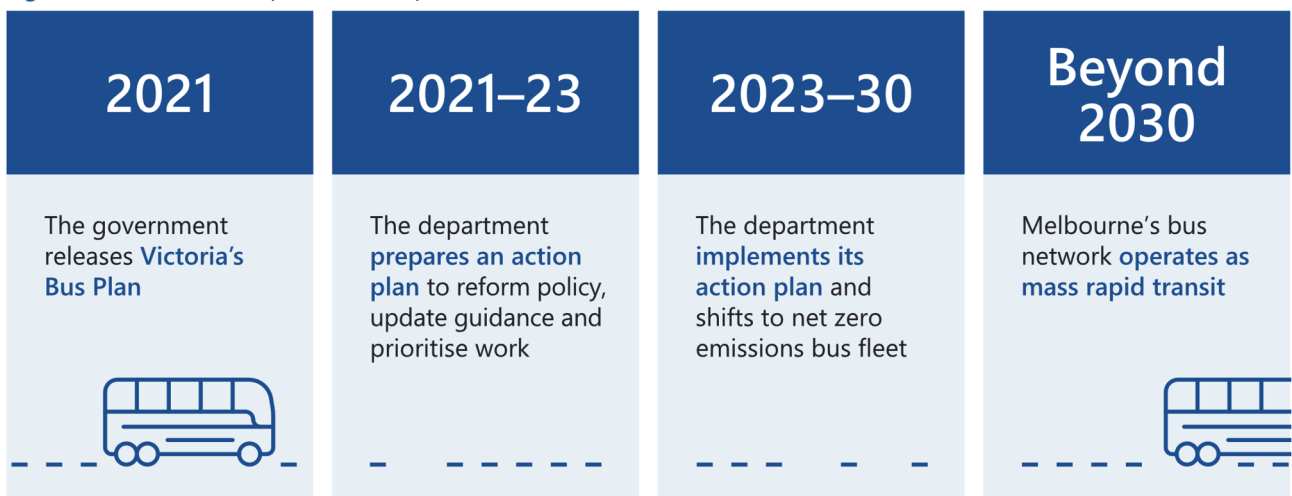 2021
The government
releases Victoria's
Bus Plan
2021–23
The department
prepares an action
plan to reform policy,
update guidance and
prioritise work
2023–30
The department
implements its
action plan and
shifts to net zero
emissions bus fleet
Beyond
2030
Melbourne's bus
network operates as
mass rapid transit